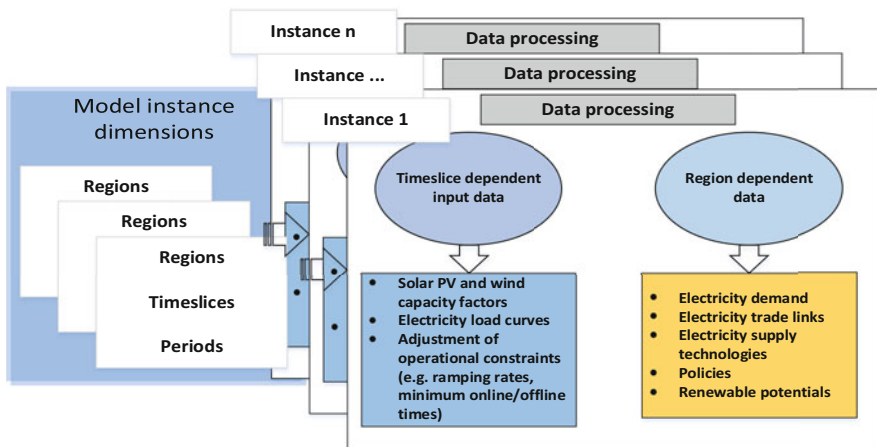 Instance n
Data processing
Instance ...
Data processing
Instance 1
Data processing
Model instance
dimensions
Regions
Regions
Regions
Timeslices
Periods
Timeslice dependent
input data
Region dependent
data
• Solar PV and wind
capacity factors
• Electricity load curves
• Adjustment of
operational constraints
(e.g. ramping rates,
minimum online/offline
times)
• Electricity demand
• Electricity trade links
• Electricity supply
technologies
• Policies
• Renewable potentials